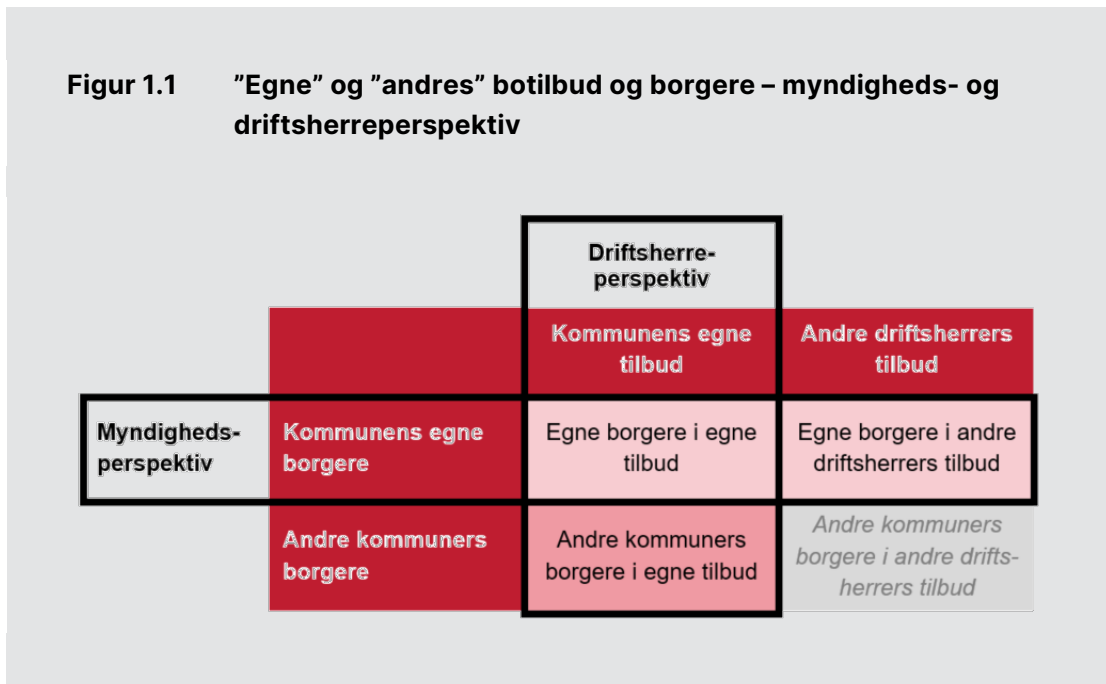 Figur 1.1 ”Egne” og ”andres” botilbud og borgere – myndigheds- og
driftsherreperspektiv
Driftsherre-
perspektiv
Kommunens egne
tilbud
Andre driftsherrers
tilbud
Myndigheds-
perspektiv
Kommunens egne
borgere
Egne borgere i egne
tilbud
Egne borgere i andre
driftsherrers tilbud
Andre kommuners
borgere
Andre kommuners
borgere i egne tilbud
Andre kommuners
borgere i andre drifts-
herrers tilbud